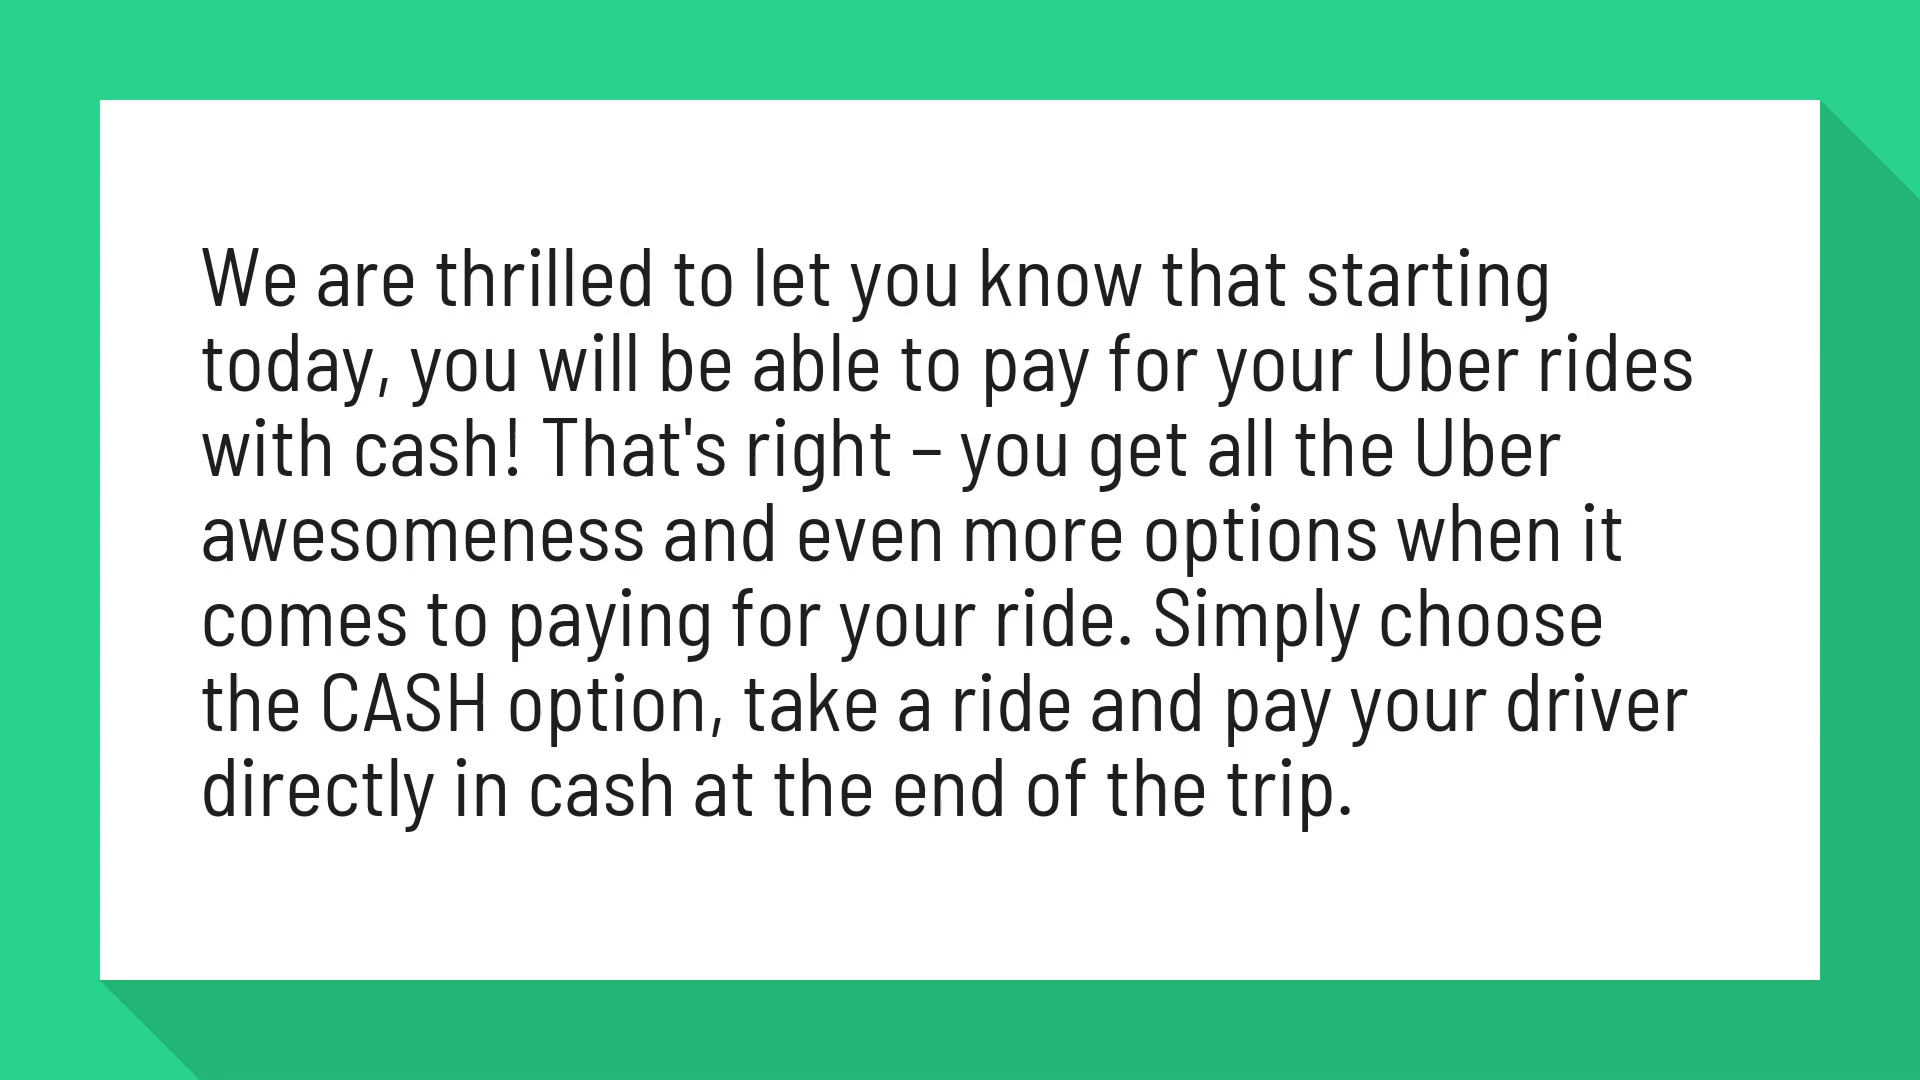 We are thrilled to let you know that starting
today, you will be able to pay for your Uber rides
with cash! That's right – you get all the Uber
awesomeness and even more options when it
comes to paying for your ride. Simply choose
the CASH option, take a ride and pay your driver
directly in cash at the end of the trip.